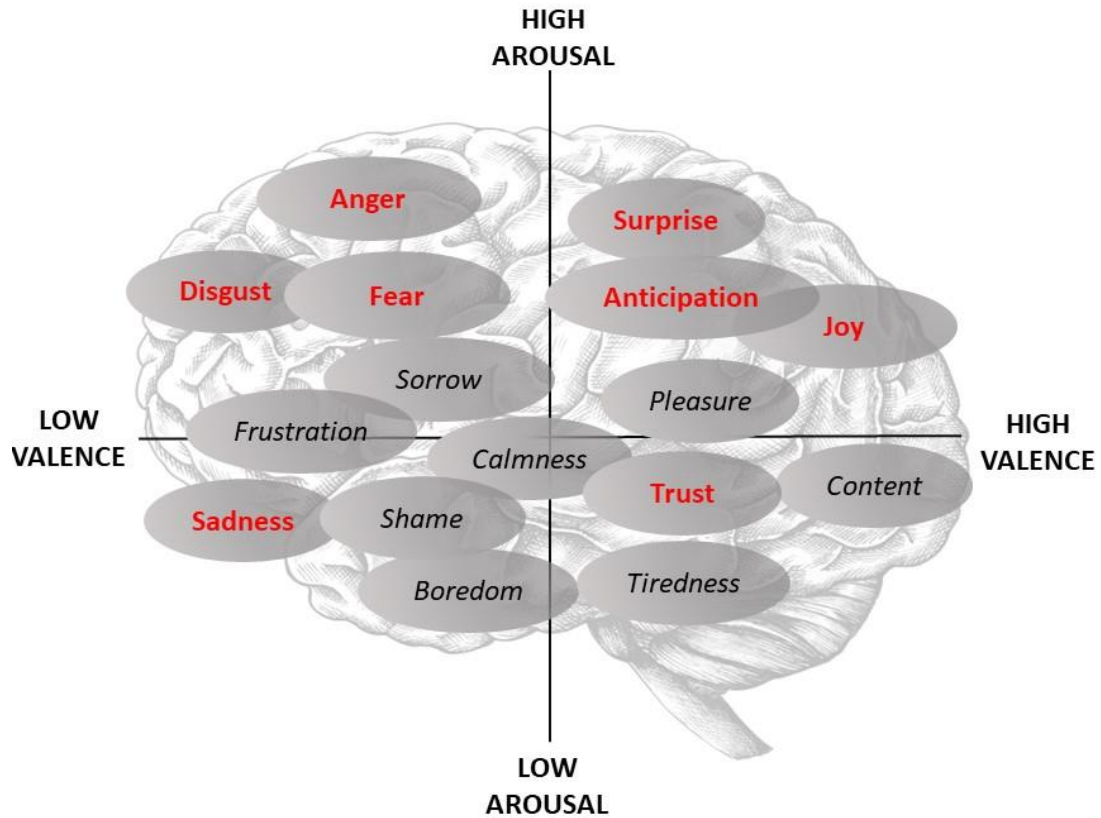 HIGH
AROUSAL
Anger
Surprise
Disgust
Fear
Anticipation
Joy
Sorrow
Pleasure
LOW
VALENCE
Frustration
HIGH
VALENCE
Calmness
Trust
Content
Sadness
Shame
Boredom
Tiredness
LOW
AROUSAL